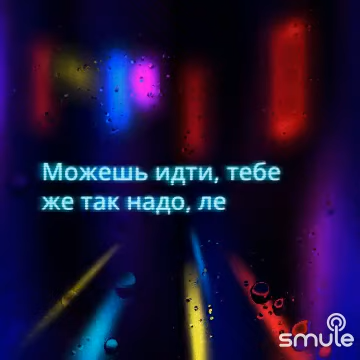 Можешь идти, тебе
же так надо, ле
smule